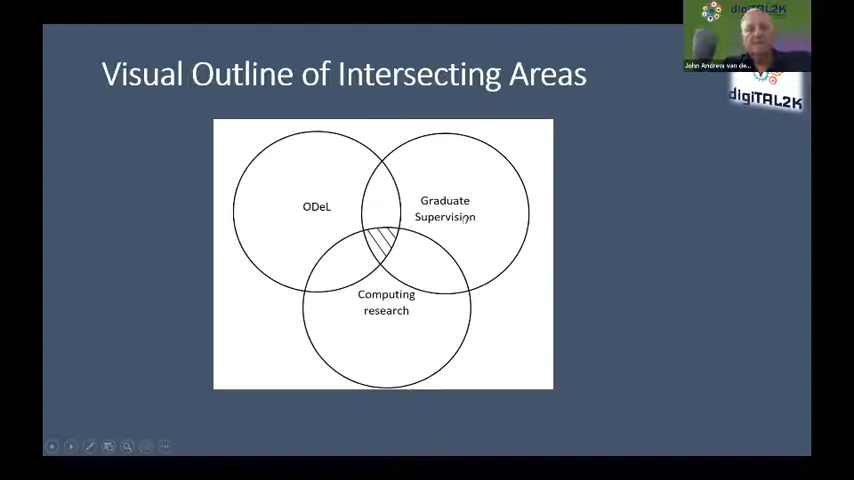 digiTAL2K
John Andrew van de...
digiTAL2K
Visual Outline of Intersecting Areas
ODeL
Graduate
Supervision
Computing
research